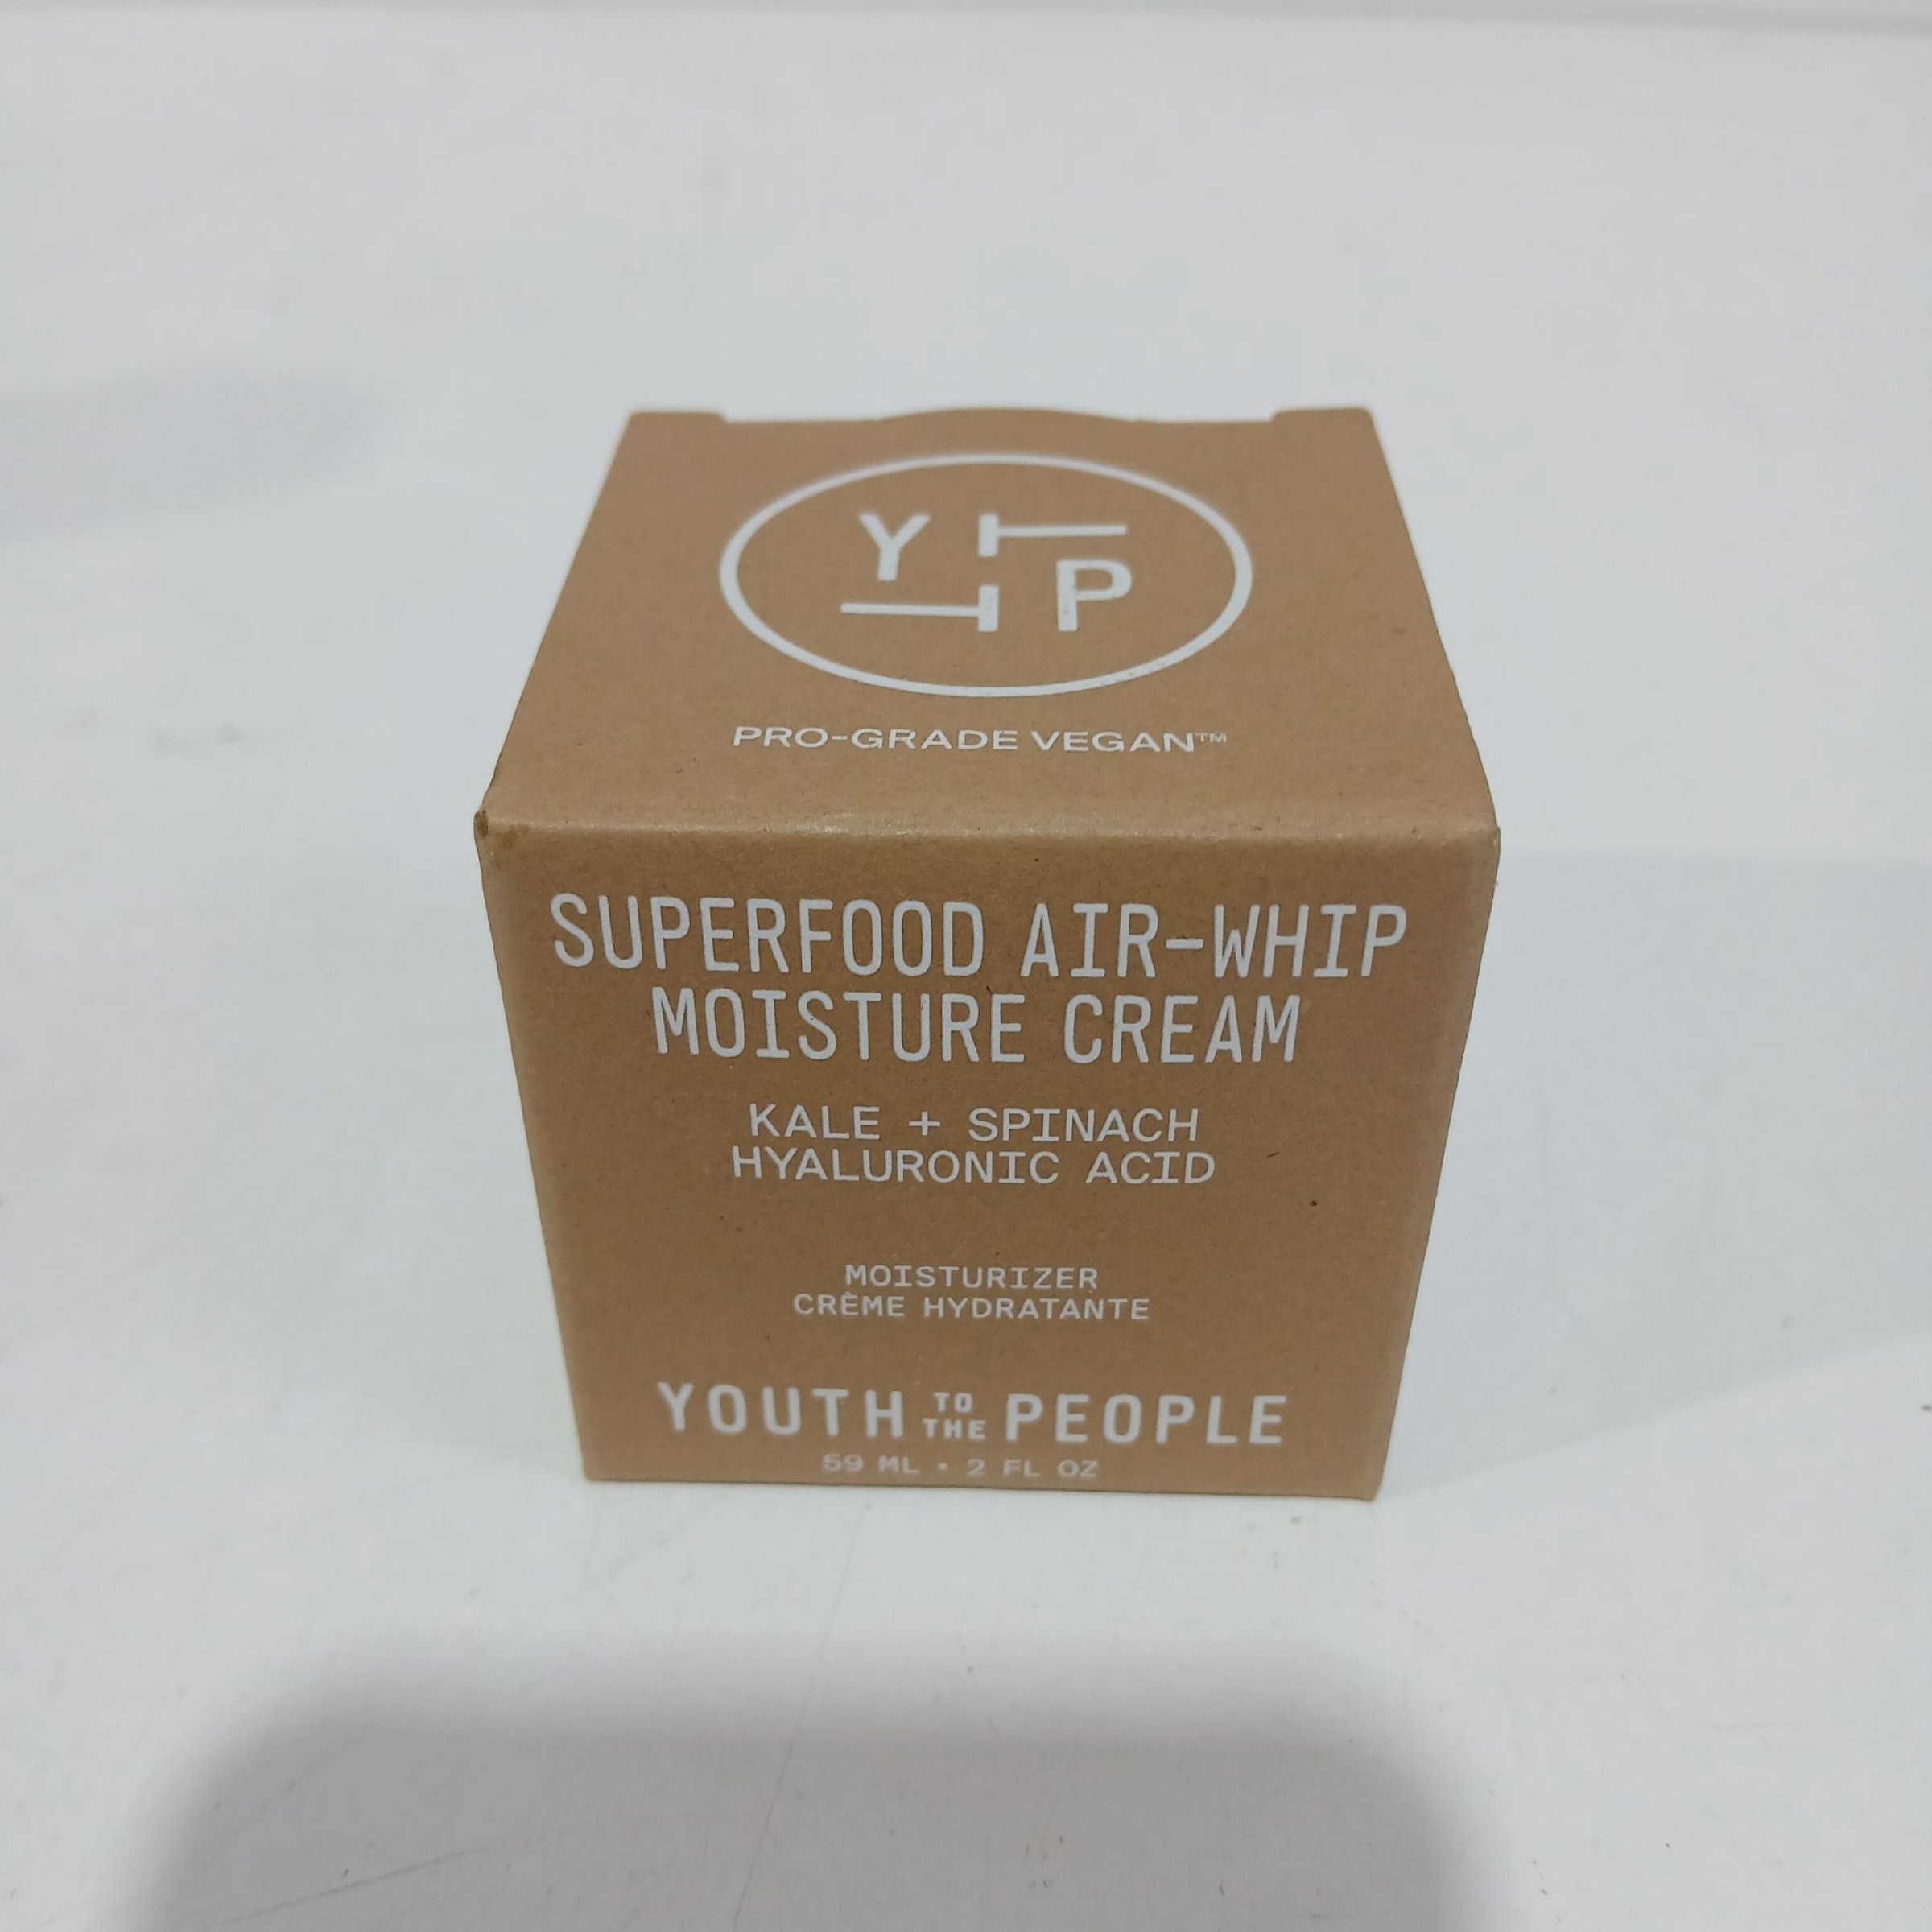 YTTP
PRO-GRADE VEGAN™
SUPERFOOD AIR-WHIP
MOISTURE CREAM
KALE + SPINACH
HYALURONIC ACID
MOISTURIZER
CRÈME HYDRATANTE
YOUTH TO THE PEOPLE
59 ML • 2 FL OZ